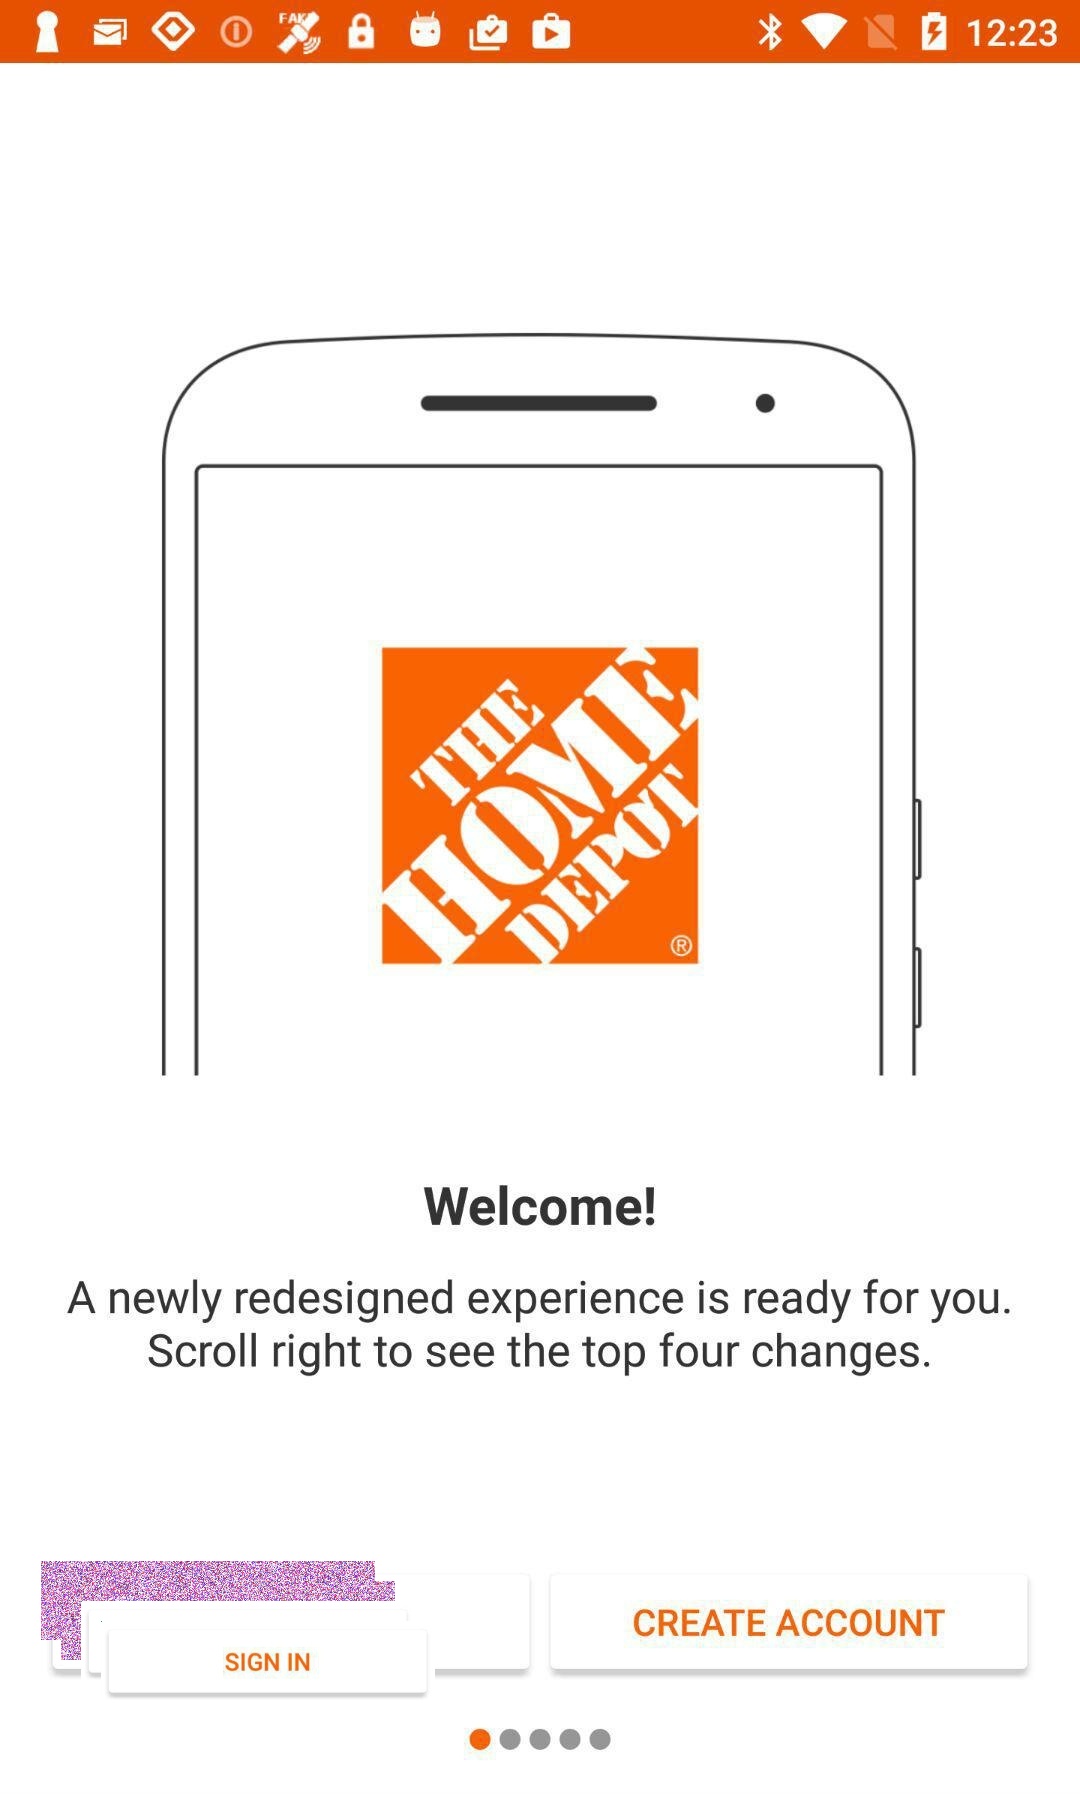 FAKE
12:23
THE
HOME
DEPOT
®
Welcome!
A newly redesigned experience is ready for you.
Scroll right to see the top four changes.
SIGN IN
CREATE ACCOUNT